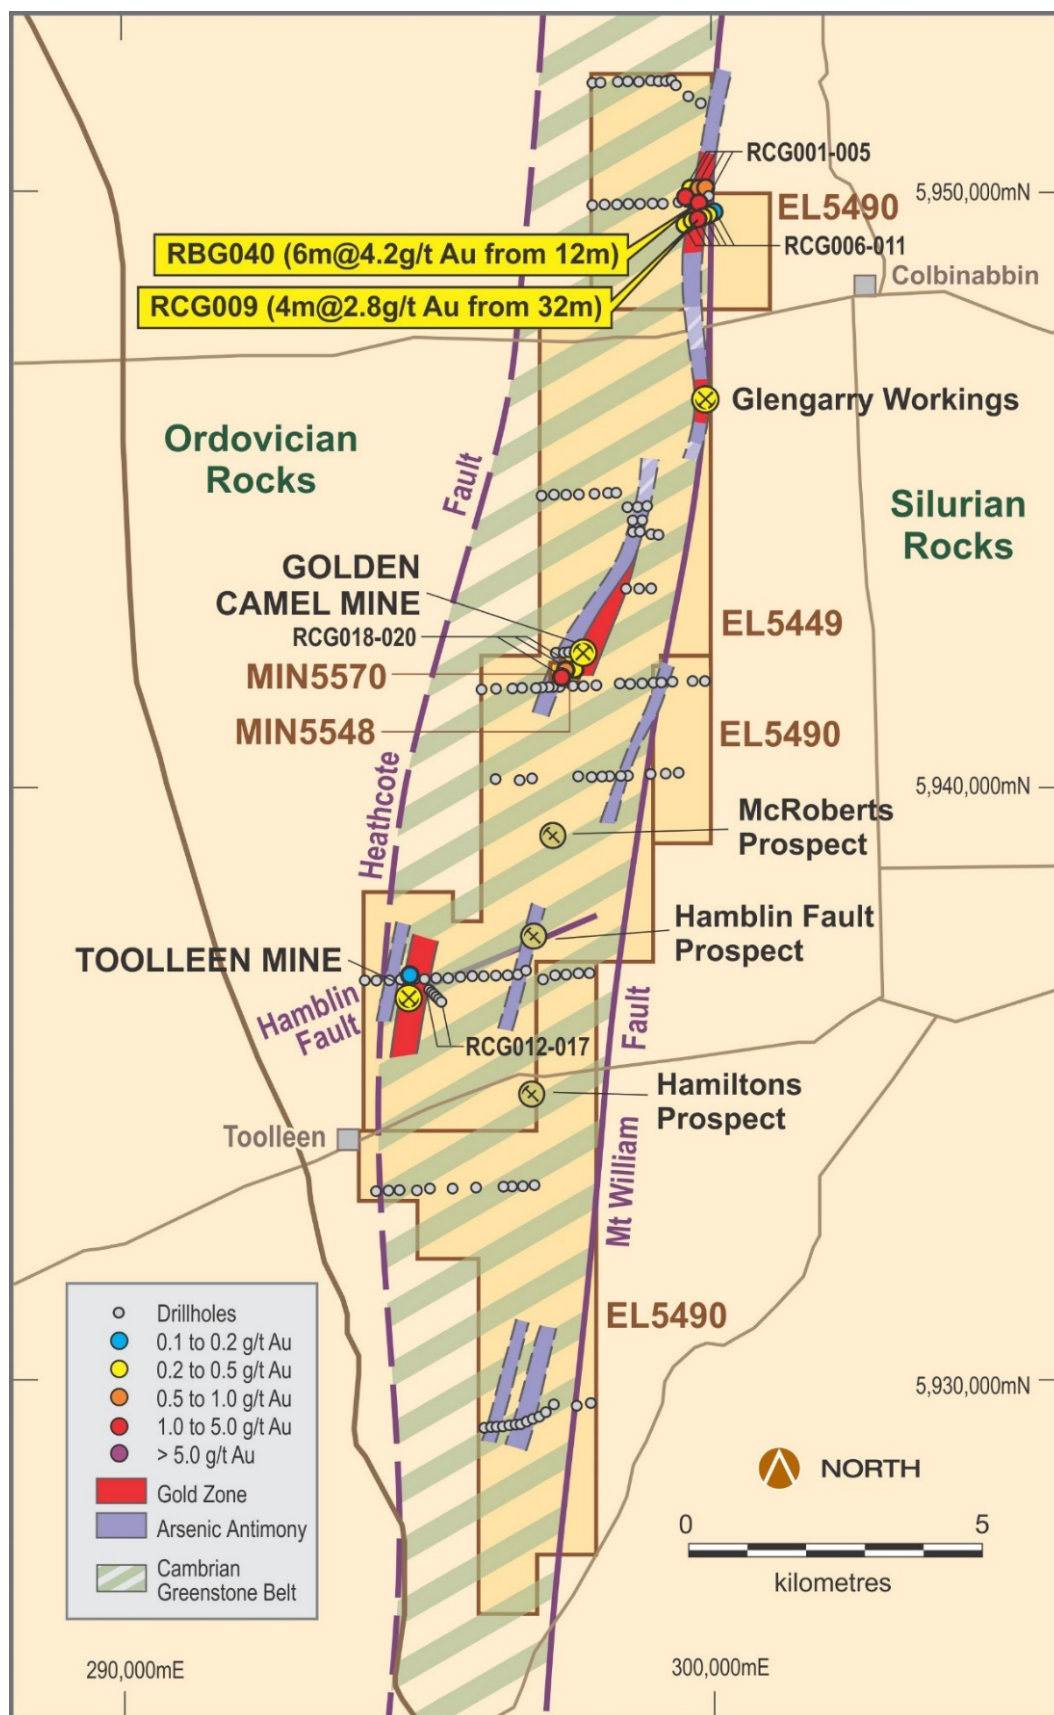 RCG001-005
5,950,000mN
EL5490
RBG040 (6m@4.2g/t Au from 12m)
RCG006-011
Colbinabbin
RCG009 (4m@2.8g/t Au from 32m)
Glengarry Workings
Ordovician
Rocks
Fault
Silurian
Rocks
GOLDEN
CAMEL MINE
RCG018-020
EL5449
MIN5570
MIN5548
EL5490
Heathcote
5,940,000mN
McRoberts
Prospect
Hamblin Fault
Prospect
TOOLLEEN MINE
Hamblin
Fault
RCG012-017
Fault
Hamiltons
Prospect
Toolleen
Mt William
EL5490
Drillholes
0.1 to 0.2 g/t Au
0.2 to 0.5 g/t Au
0.5 to 1.0 g/t Au
1.0 to 5.0 g/t Au
> 5.0 g/t Au
Gold Zone
Arsenic Antimony
Cambrian
Greenstone Belt
5,930,000mN
NORTH
0 5
kilometres
290,000mE
300,000mE